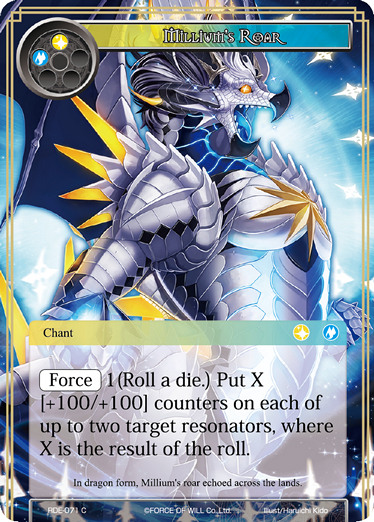 Millium's Roar
Chant
Force 1 (Roll a die.) Put X
[+100/+100] counters on each of
up to two target resonators, where
X is the result of the roll.
In dragon form, Millium's roar echoed across the lands.
RDE-071 C ©FORCE OF WILL Co.,Ltd. Illust/Haruichi Kido